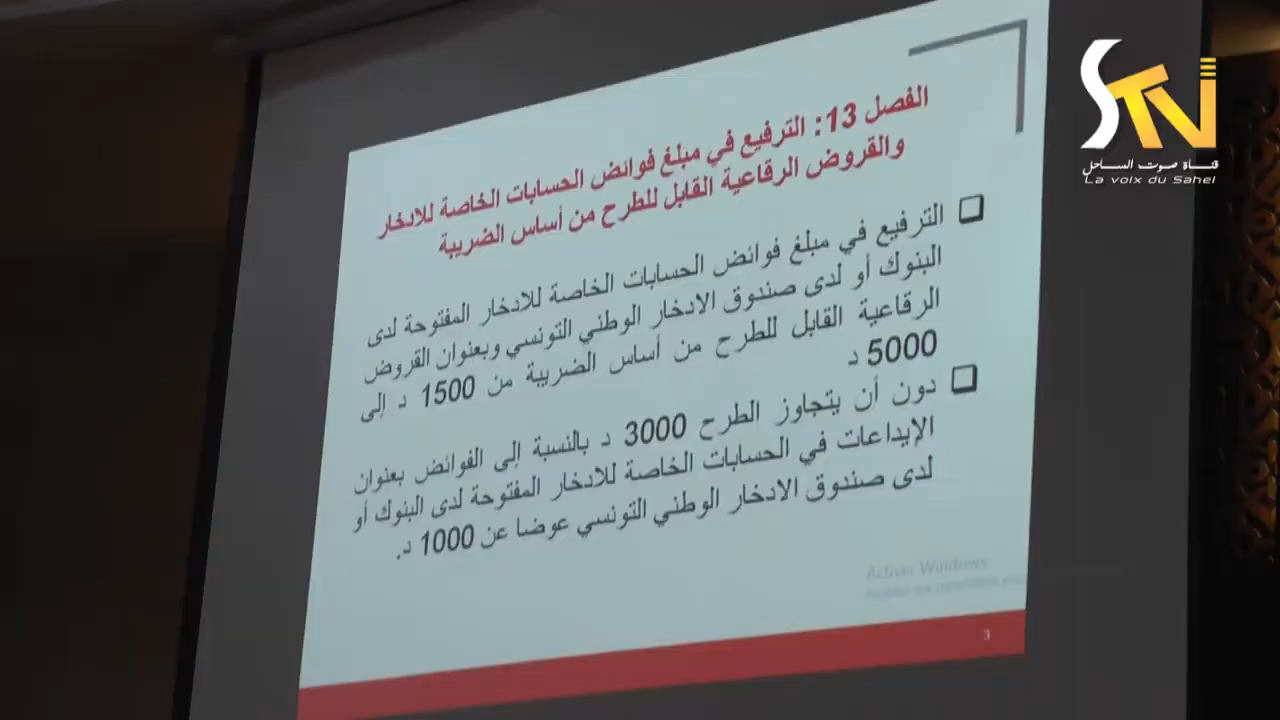 الفصل 13: الترفيع في مبلغ فوائض الحسابات الخاصة للادخار
والقروض الرقاعية القابل للطرح من أساس الضريبة
❑ الترفيع في مبلغ فوائض الحسابات الخاصة للادخار المفتوحة لدى
البنوك أو لدى صندوق الادخار الوطني التونسي وبعنوان القروض
الرقاعية القابل للطرح من أساس الضريبة من 1500 د إلى
5000 د
❑ دون أن يتجاوز الطرح 3000 د بالنسبة إلى الفوائض بعنوان
الإيداعات في الحسابات الخاصة للادخار المفتوحة لدى البنوك أو
لدى صندوق الادخار الوطني التونسي عوضا عن 1000 د.
Activer Windows
3
STV
قناة صوت الساحل
La voix du Sahel